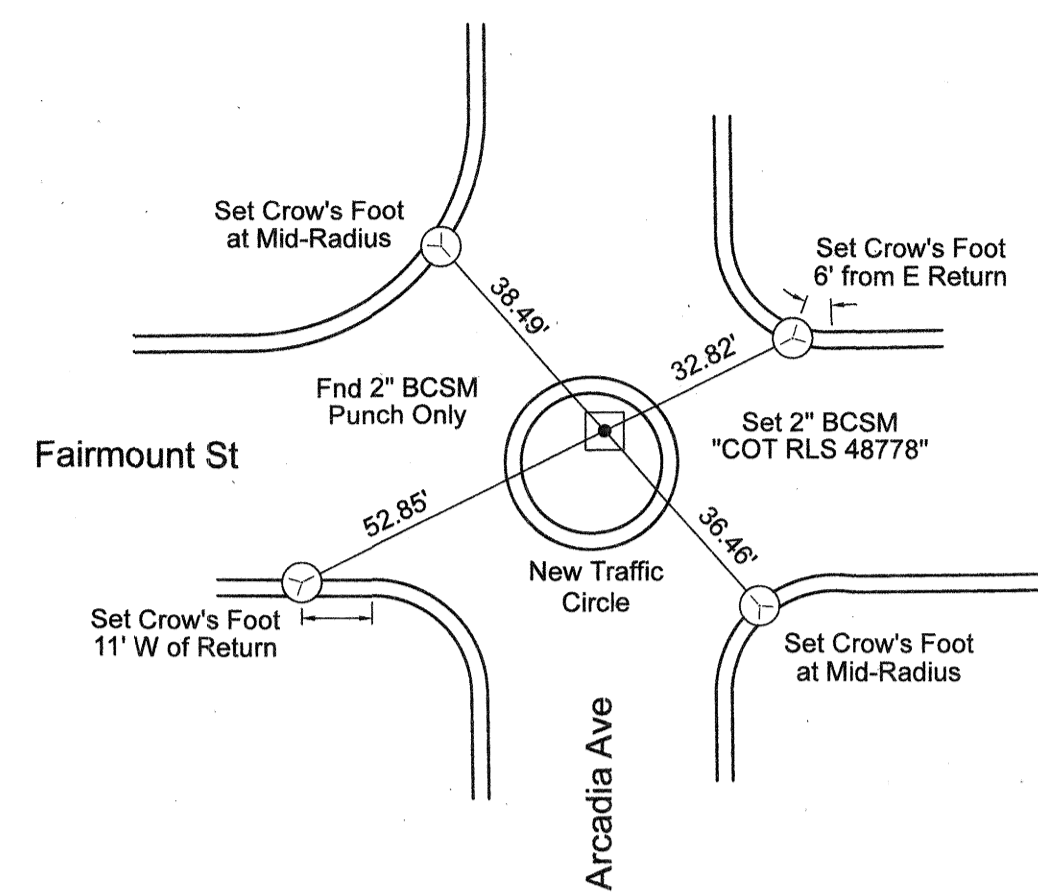 Set Crow's Foot
at Mid-Radius
Set Crow's Foot
6' from E Return
38.49'
32.82'
Fnd 2" BCSM
Punch Only
Set 2" BCSM
"COT RLS 48778"
Fairmount St
52.85'
36.46'
New Traffic
Circle
Set Crow's Foot
11' W of Return
Set Crow's Foot
at Mid-Radius
Arcadia Ave